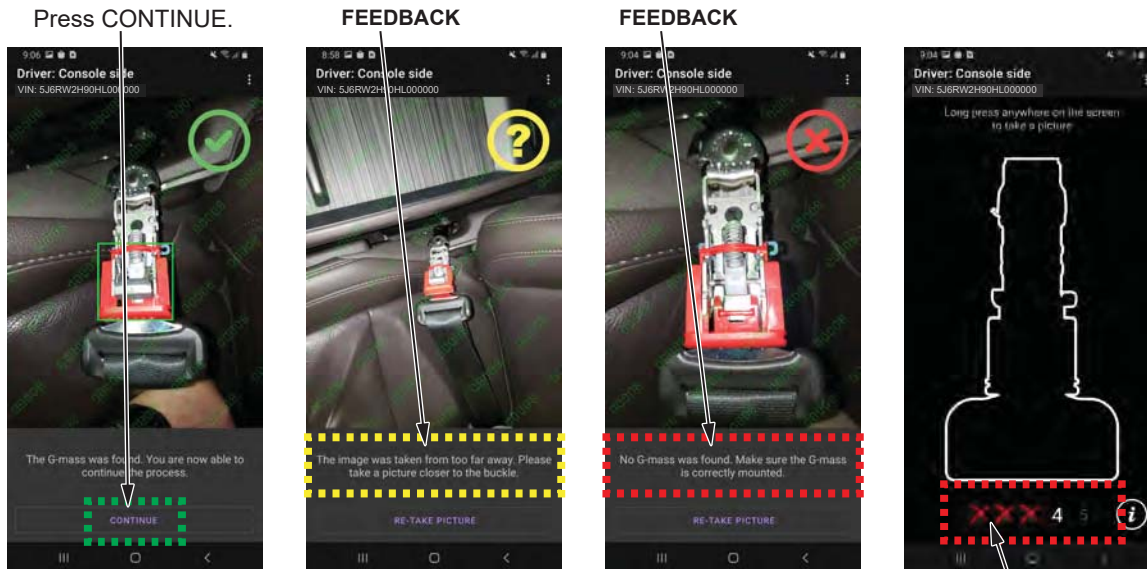 Press CONTINUE.
FEEDBACK
FEEDBACK
9:06
Driver: Console side
VIN: 5J6RW2H90HL000000
The G-mass was found. You are now able to
continue the process.
CONTINUE
8:58
Driver: Console side
VIN: 5J6RW2H90HL000000
?
The image was taken from too far away. Please
take a picture closer to the buckle.
RE-TAKE PICTURE
9:04
Driver: Console side
VIN: 5J6RW2H90HL000000
No G-mass was found. Make sure the G-mass
is correctly mounted.
RE-TAKE PICTURE
9:04
Driver: Console side
VIN: 5J6RW2H90HL000000
Long press anywhere on the screen
to take a picture
4 5 i